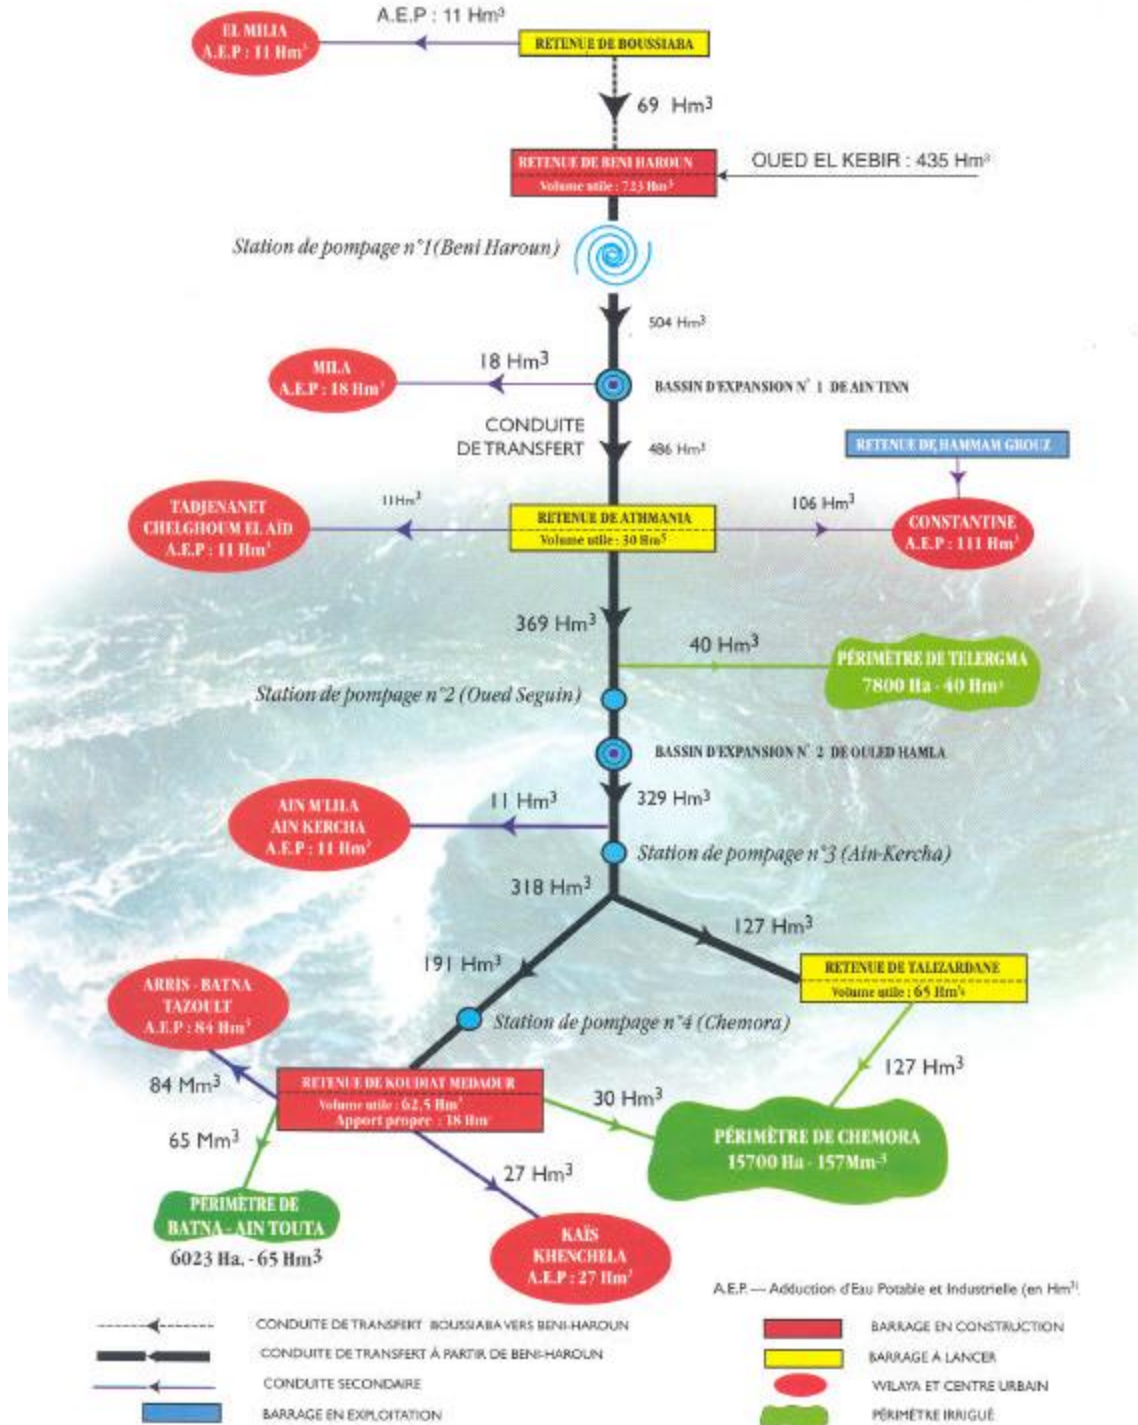 EL MILIA
A.E.P : 11 Hm³
A.E.P : 11 Hm³
RETENUE DE BOUSSIABA
69 Hm³
RETENUE DE BENI HAROUN
Volume utile : 723 Hm³
OUED EL KEBIR : 435 Hm³
Station de pompage n°1(Beni Haroun)
504 Hm³
MILA
A.E.P : 18 Hm³
18 Hm³
BASSIN D'EXPANSION N° 1 DE AIN TINN
CONDUITE
DE TRANSFERT
486 Hm³
RETENUE DE HAMMAM GROUZ
TADJENANET
CHELGHOUM EL AÏD
A.E.P : 11 Hm³
11Hm³
RETENUE DE ATHMANIA
Volume utile : 30 Hm³
106 Hm³
CONSTANTINE
A.E.P : 111 Hm³
369 Hm³
40 Hm³
PÉRIMÈTRE DE TELERGMA
7800 Ha - 40 Hm³
Station de pompage n°2 (Oued Seguin)
BASSIN D'EXPANSION N° 2 DE OULED HAMLA
329 Hm³
AIN M'LILA
AIN KERCHA
A.E.P : 11 Hm³
11 Hm³
Station de pompage n°3 (Ain-Kercha)
318 Hm³
127 Hm³
191 Hm³
RETENUE DE TALIZARDANE
Volume utile : 65 Hm³
ARRIS - BATNA
TAZOULT
A.E.P : 84 Hm³
Station de pompage n°4 (Chemora)
127 Hm³
84 Mm³
RETENUE DE KOUDIAT MEDAOUR
Volume utile : 62,5 Hm³
Apport propre : 18 Hm³
30 Hm³
65 Mm³
PÉRIMÈTRE DE CHEMORA
15700 Ha - 157Mm³
27 Hm³
PÉRIMÈTRE DE
BATNA - AIN TOUTA
6023 Ha. - 65 Hm³
KAÏS
KHENCHELA
A.E.P : 27 Hm³
A.E.P. — Adduction d'Eau Potable et Industrielle (en Hm³)
CONDUITE DE TRANSFERT BOUSSIABA VERS BENI-HAROUN
CONDUITE DE TRANSFERT À PARTIR DE BENI-HAROUN
CONDUITE SECONDAIRE
BARRAGE EN EXPLOITATION
BARRAGE EN CONSTRUCTION
BARRAGE À LANCER
WILAYA ET CENTRE URBAIN
PÉRIMÈTRE IRRIGUÉ